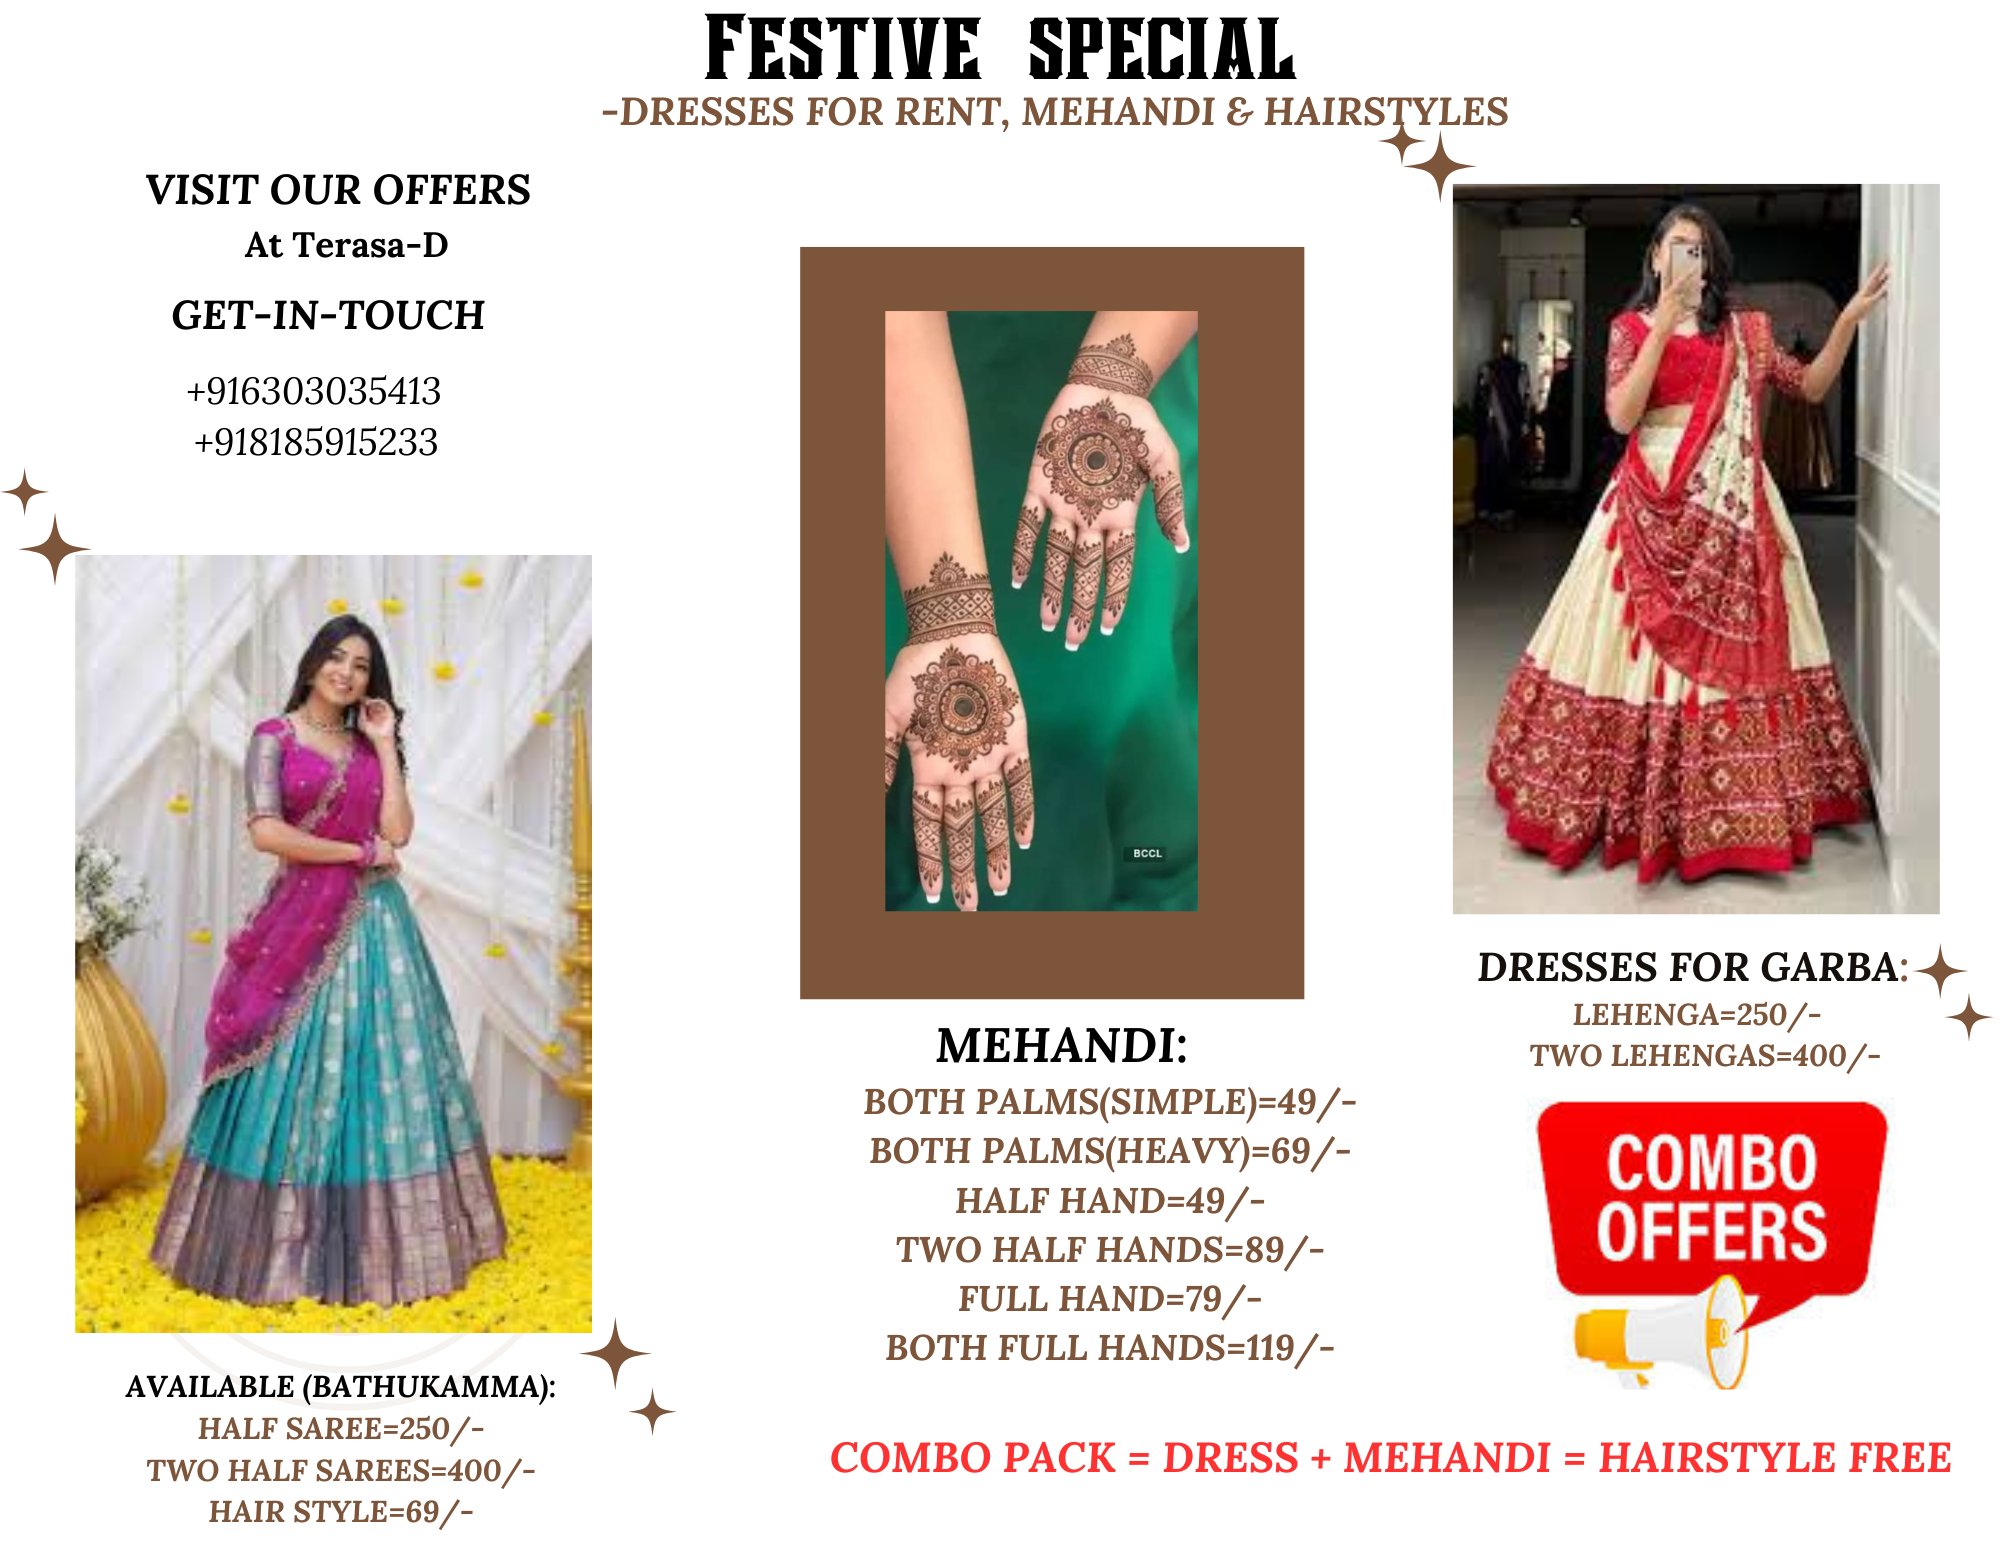 FESTIVE SPECIAL
-DRESSES FOR RENT, MEHANDI & HAIRSTYLES
VISIT OUR OFFERS
At Terasa-D
GET-IN-TOUCH
+916303035413
+918185915233
AVAILABLE (BATHUKAMMA):
HALF SAREE=250/-
TWO HALF SAREES=400/-
HAIR STYLE=69/-
BCCL
MEHANDI:
BOTH PALMS(SIMPLE)=49/-
BOTH PALMS(HEAVY)=69/-
HALF HAND=49/-
TWO HALF HANDS=89/-
FULL HAND=79/-
BOTH FULL HANDS=119/-
DRESSES FOR GARBA:
LEHENGA=250/-
TWO LEHENGAS=400/-
COMBO
OFFERS
COMBO PACK = DRESS + MEHANDI = HAIRSTYLE FREE